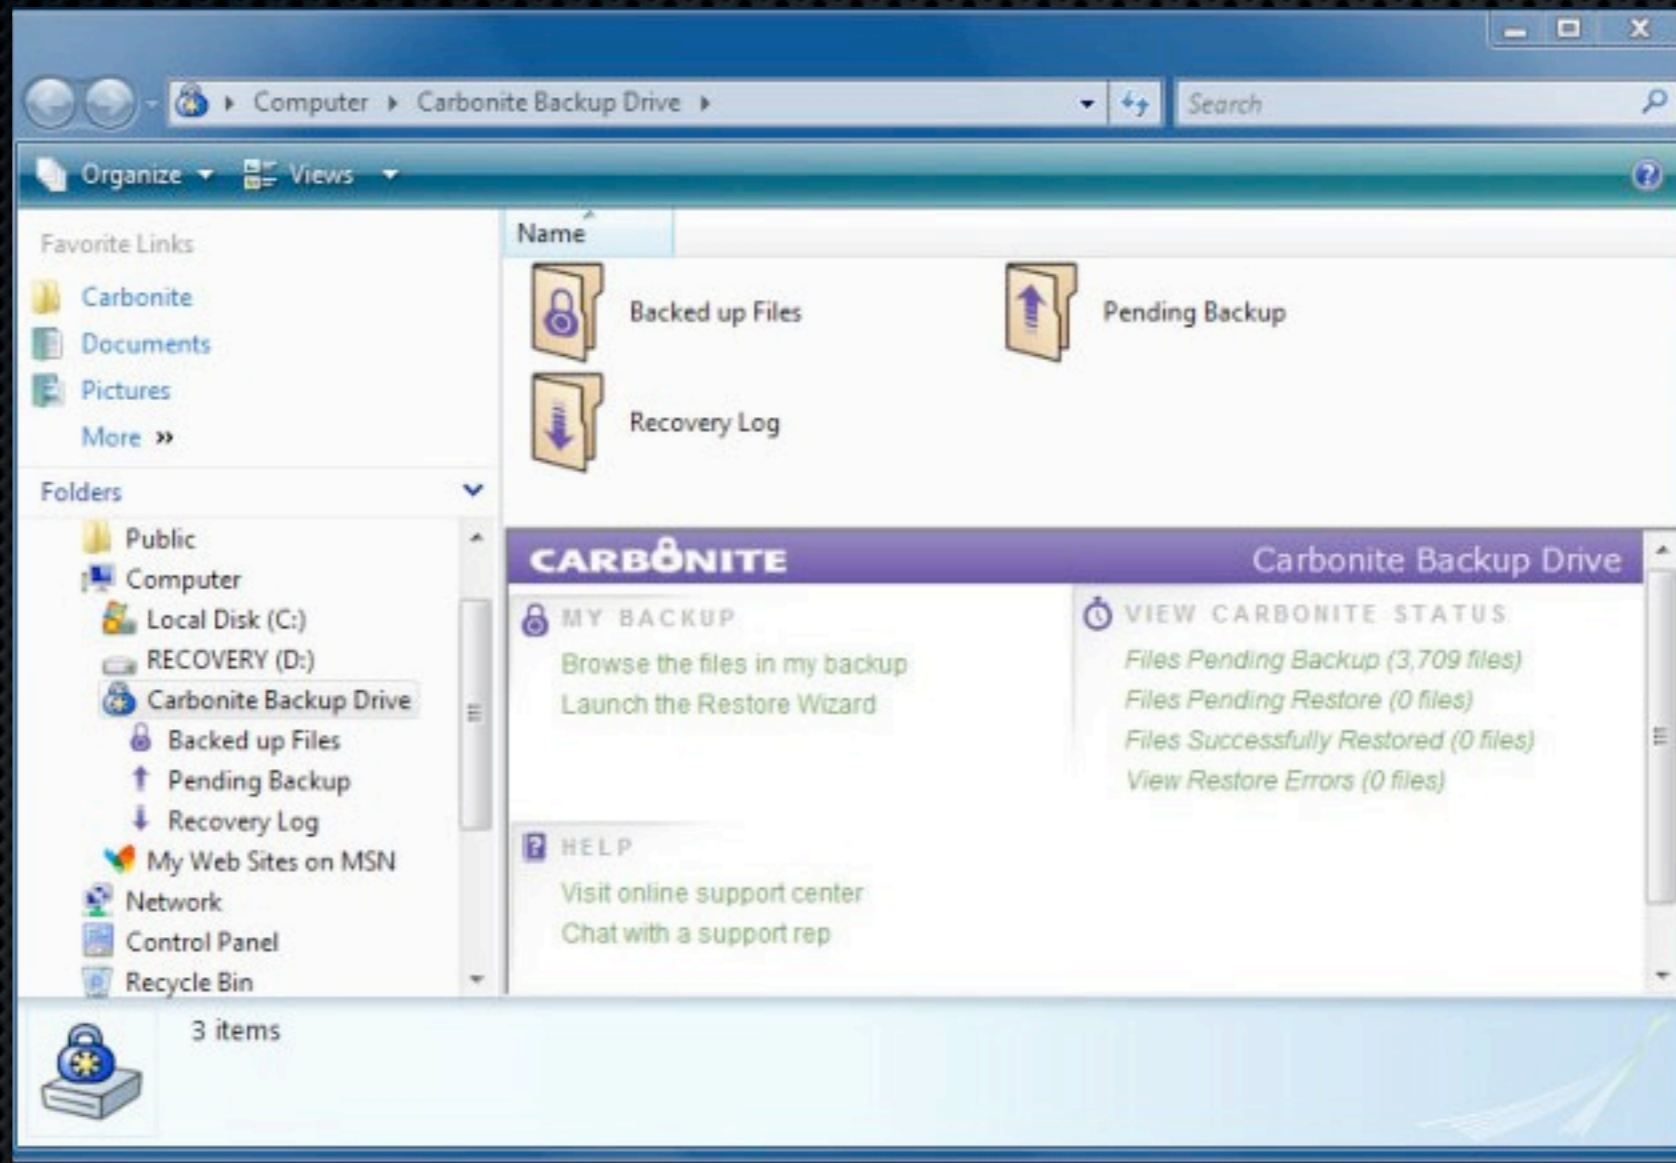 Computer Carbonite Backup Drive
Search
Organize Views
Favorite Links
Carbonite
Documents
Pictures
More »
Folders
Public
Computer
Local Disk (C:)
RECOVERY (D:)
Carbonite Backup Drive
Backed up Files
Pending Backup
Recovery Log
My Web Sites on MSN
Network
Control Panel
Recycle Bin
Name
Backed up Files
Pending Backup
Recovery Log
CARBONITE
Carbonite Backup Drive
MY BACKUP
Browse the files in my backup
Launch the Restore Wizard
VIEW CARBONITE STATUS
Files Pending Backup (3,709 files)
Files Pending Restore (0 files)
Files Successfully Restored (0 files)
View Restore Errors (0 files)
HELP
Visit online support center
Chat with a support rep
3 items